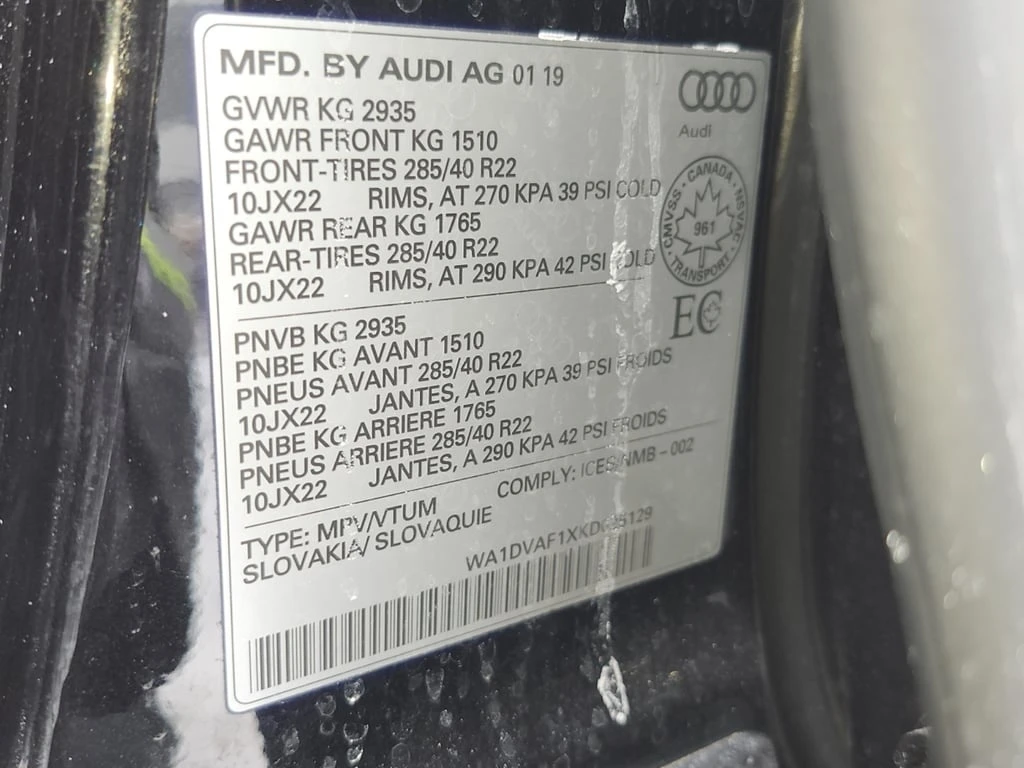 MFD. BY AUDI AG 01 19
GVWR KG 2935
GAWR FRONT KG 1510
FRONT-TIRES 285/40 R22
10JX22 RIMS, AT 270 KPA 39 PSI COLD
GAWR REAR KG 1765
REAR-TIRES 285/40 R22
10JX22 RIMS, AT 290 KPA 42 PSI COLD
Audi
CANADA · NSVAC · TRANSPORT · CMVSS
961
EC
PNVB KG 2935
PNBE KG AVANT 1510
PNEUS AVANT 285/40 R22
10JX22 JANTES, A 270 KPA 39 PSI FROIDS
PNBE KG ARRIERE 1765
PNEUS ARRIERE 285/40 R22
10JX22 JANTES, A 290 KPA 42 PSI FROIDS
TYPE: MPV/VTUM COMPLY: ICES/NMB - 002
SLOVAKIA/ SLOVAQUIE